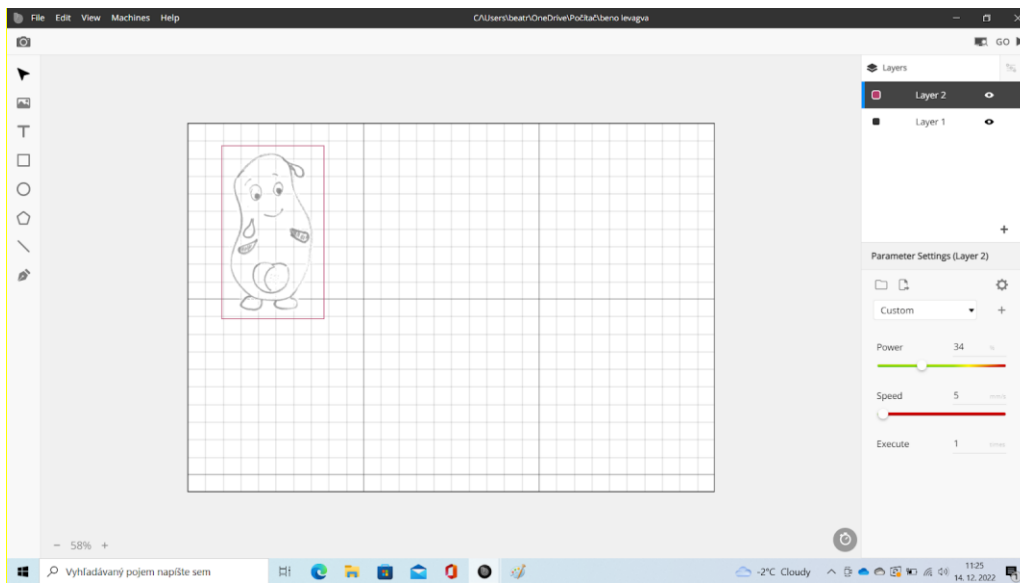 File Edit View Machines Help
C/\Users\beatr\OneDrive\Počítač\beno levagva
GO
Layers
Layer 2
Layer 1
+
Parameter Settings (Layer 2)
Custom +
Power 34 %
Speed 5 mm/s
Execute 1
− 58% +
Vyhľadávaný pojem napíšte sem
-2°C Cloudy
11:25
14. 12. 2022